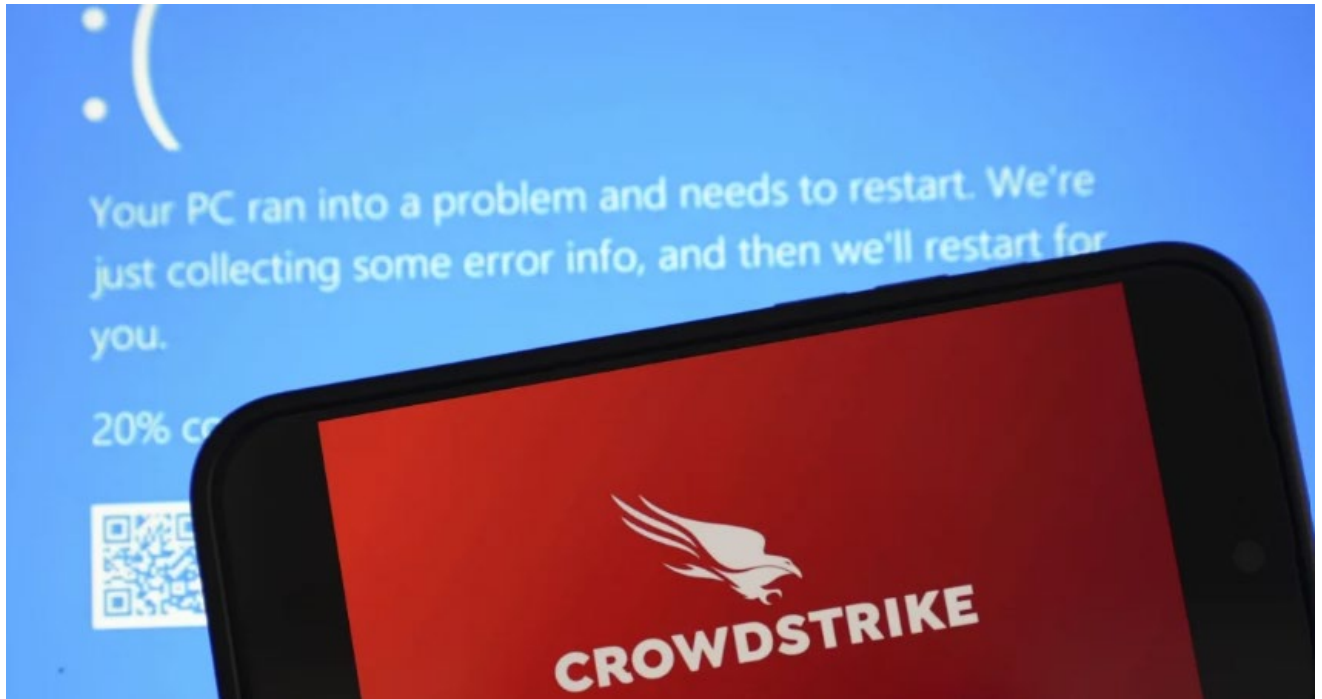 :(
Your PC ran into a problem and needs to restart. We're
just collecting some error info, and then we'll restart for
you.
20%
CROWDSTRIKE